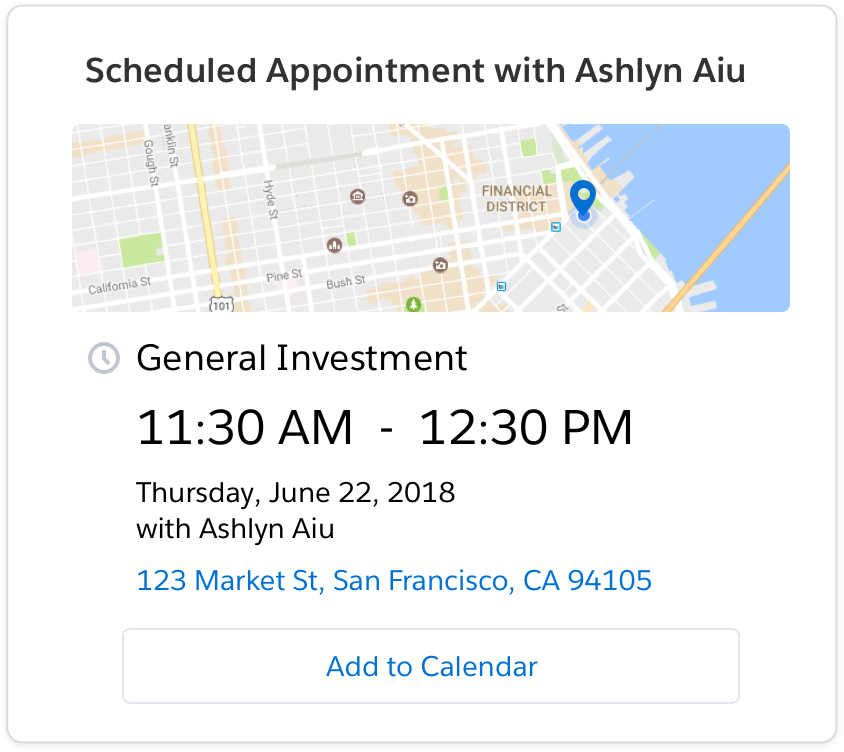 Scheduled Appointment with Ashlyn Aiu
Gough St
anklin St
Hyde St
FINANCIAL
DISTRICT
California St
Pine St
Bush St
101
General Investment
11:30 AM - 12:30 PM
Thursday, June 22, 2018
with Ashlyn Aiu
123 Market St, San Francisco, CA 94105
Add to Calendar